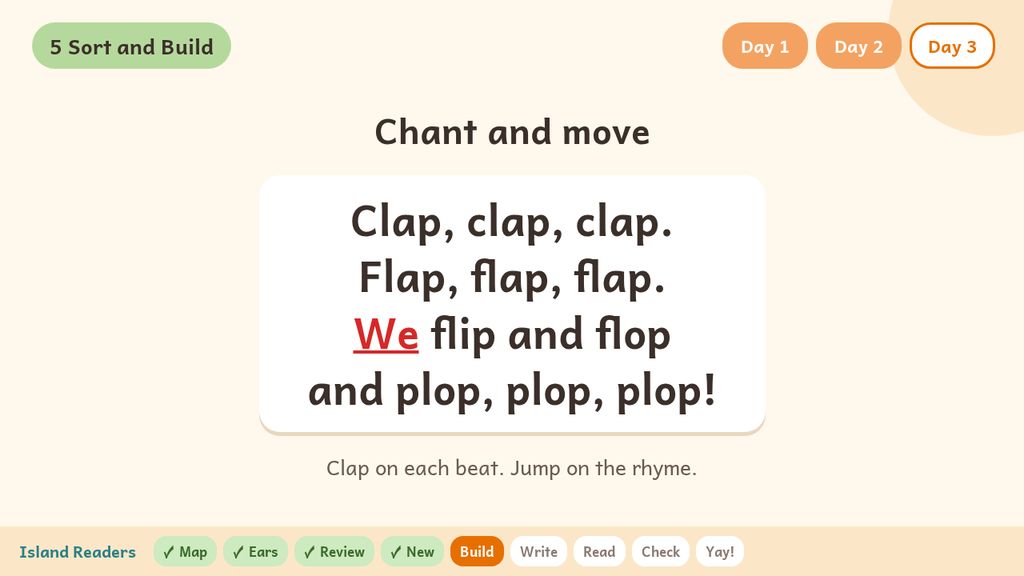 5 Sort and Build
Day 1
Day 2
Day 3
Chant and move
Clap, clap, clap.
Flap, flap, flap.
We flip and flop
and plop, plop, plop!
Clap on each beat. Jump on the rhyme.
Island Readers
✓ Map
✓ Ears
✓ Review
✓ New
Build
Write
Read
Check
Yay!